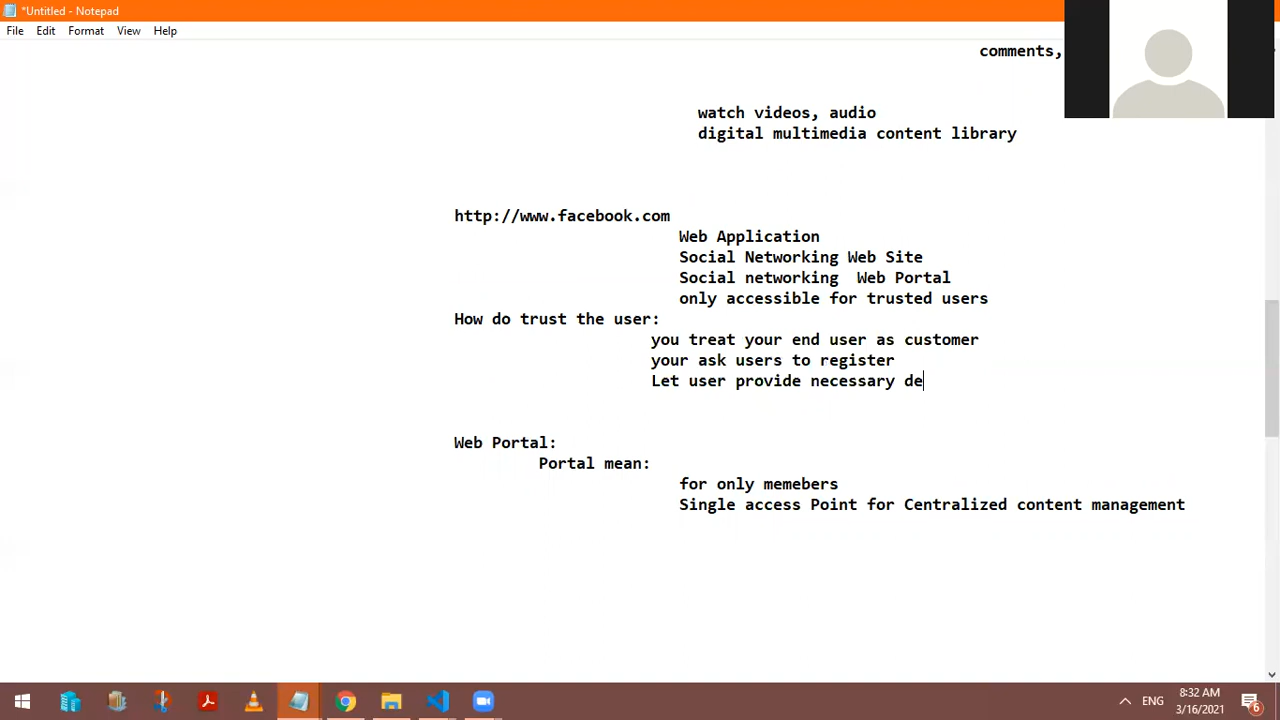 *Untitled - Notepad
File Edit Format View Help
comments,
watch videos, audio
digital multimedia content library
http://www.facebook.com
Web Application
Social Networking Web Site
Social networking  Web Portal
only accessible for trusted users
How do trust the user:
you treat your end user as customer
your ask users to register
Let user provide necessary de
Web Portal:
Portal mean:
for only memebers
Single access Point for Centralized content management
ENG
8:32 AM
3/16/2021
6